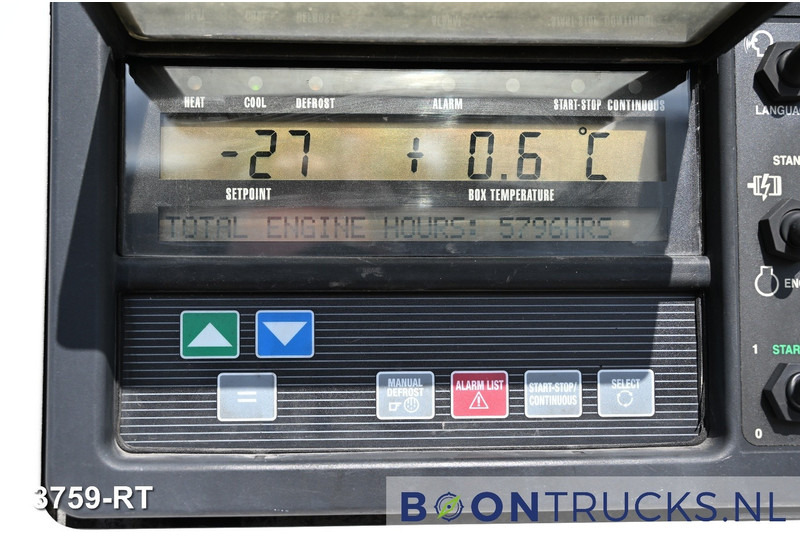 HEAT COOL DEFROST ALARM START-STOP CONTINUOUS
-27 + 0.6 °C
SETPOINT BOX TEMPERATURE
TOTAL ENGINE HOURS: 5796HRS
MANUAL DEFROST
ALARM LIST
START-STOP/ CONTINUOUS
SELECT
=
LANGUA
STAN
EN
1 STAR
0
3759-RT
BOONTRUCKS.NL